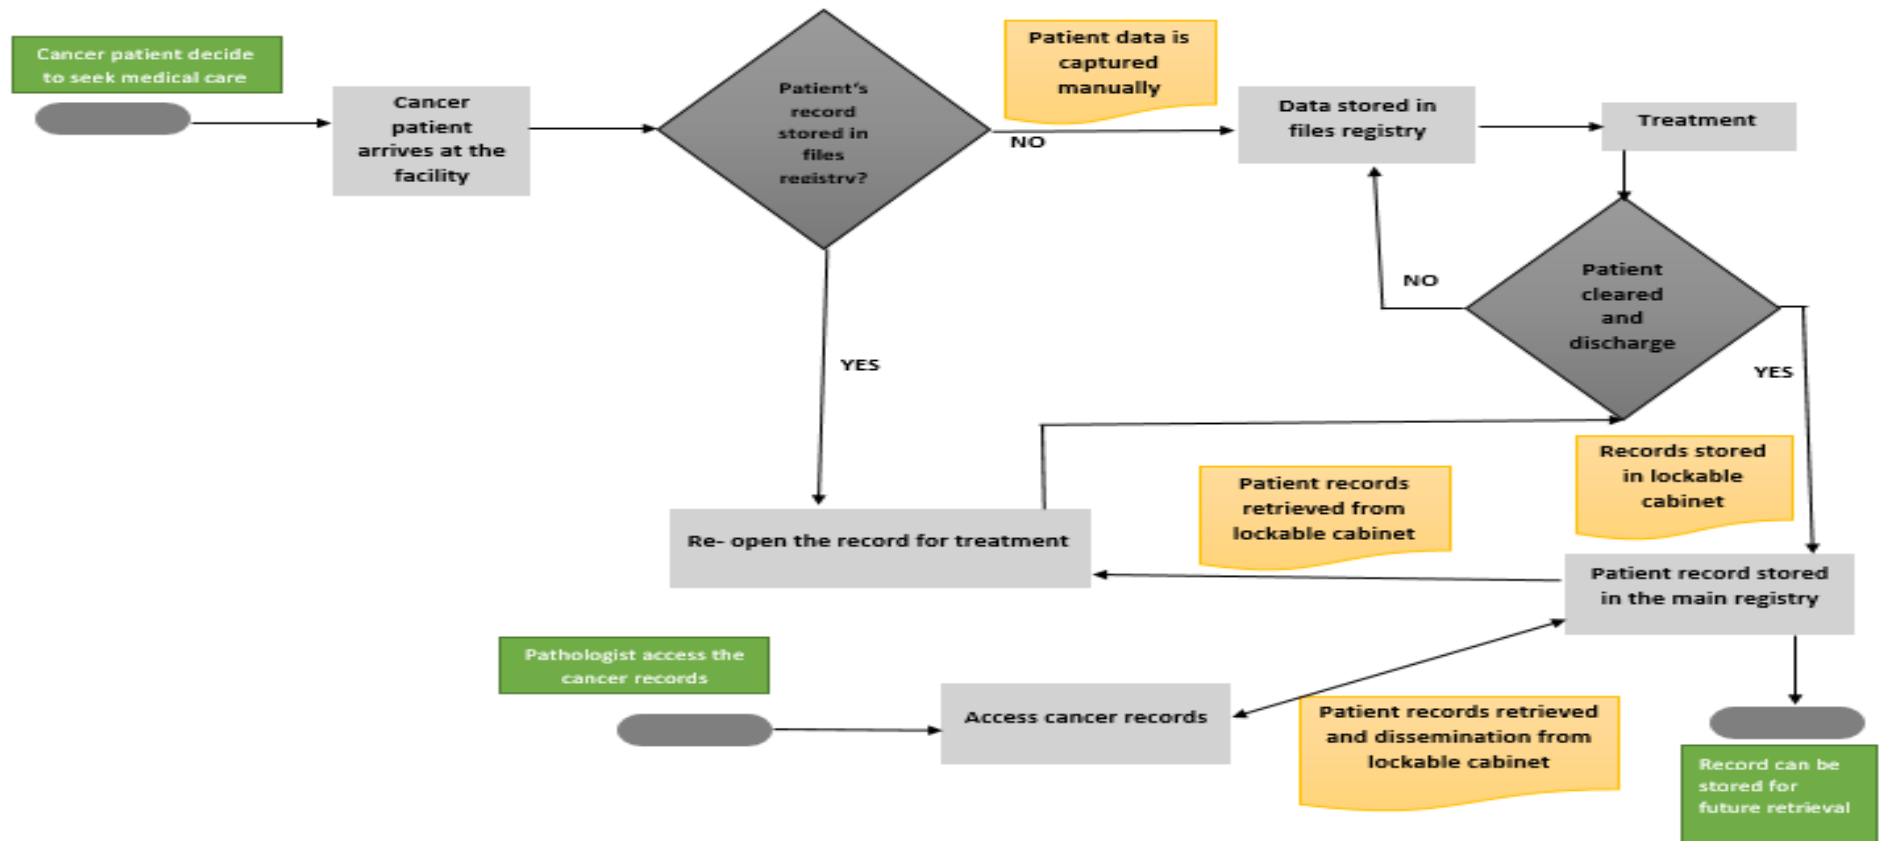 Cancer patient decide
to seek medical care
Cancer
patient
arrives at the
facility
Patient's
record
stored in
files
registry?
Patient data is
captured
manually
NO
Data stored in
files registry
Treatment
Patient
cleared
and
discharge
NO
YES
YES
Records stored
in lockable
cabinet
Patient records
retrieved from
lockable cabinet
Re- open the record for treatment
Patient record stored
in the main registry
Pathologist access the
cancer records
Access cancer records
Patient records retrieved
and dissemination from
lockable cabinet
Record can be
stored for
future retrieval